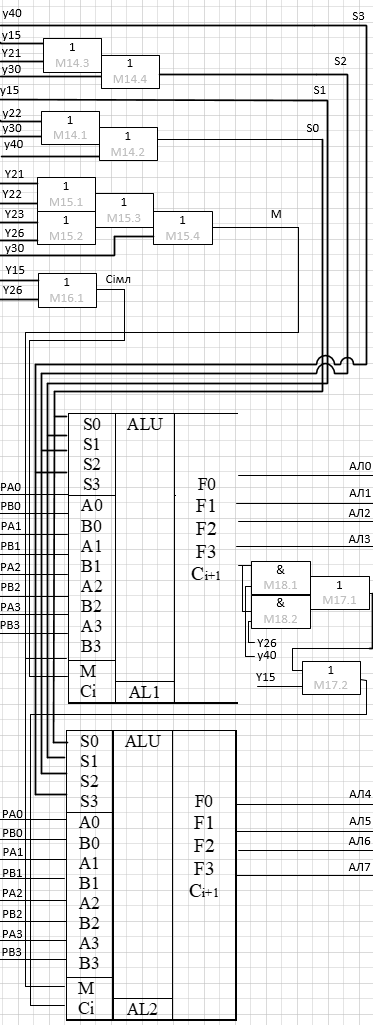 y40
S3
y15
Y21
y30
1
M14.3
1
M14.4
S2
y15
S1
y22
y30
y40
1
M14.1
1
M14.2
S0
Y21
Y22
Y23
Y26
y30
1
M15.1
1
M15.2
1
M15.3
1
M15.4
M
Y15
Y26
1
M16.1
Сімл
S0
S1
S2
S3
A0
B0
A1
B1
A2
B2
A3
B3
M
Ci
ALU
AL1
F0
F1
F2
F3
Ci+1
PA0
PB0
PA1
PB1
PA2
PB2
PA3
PB3
АЛ0
АЛ1
АЛ2
АЛ3
&
M18.1
&
M18.2
1
M17.1
Y26
y40
Y15
1
M17.2
S0
S1
S2
S3
A0
B0
A1
B1
A2
B2
A3
B3
M
Ci
ALU
AL2
F0
F1
F2
F3
Ci+1
PA0
PB0
PA1
PB1
PA2
PB2
PA3
PB3
АЛ4
АЛ5
АЛ6
АЛ7